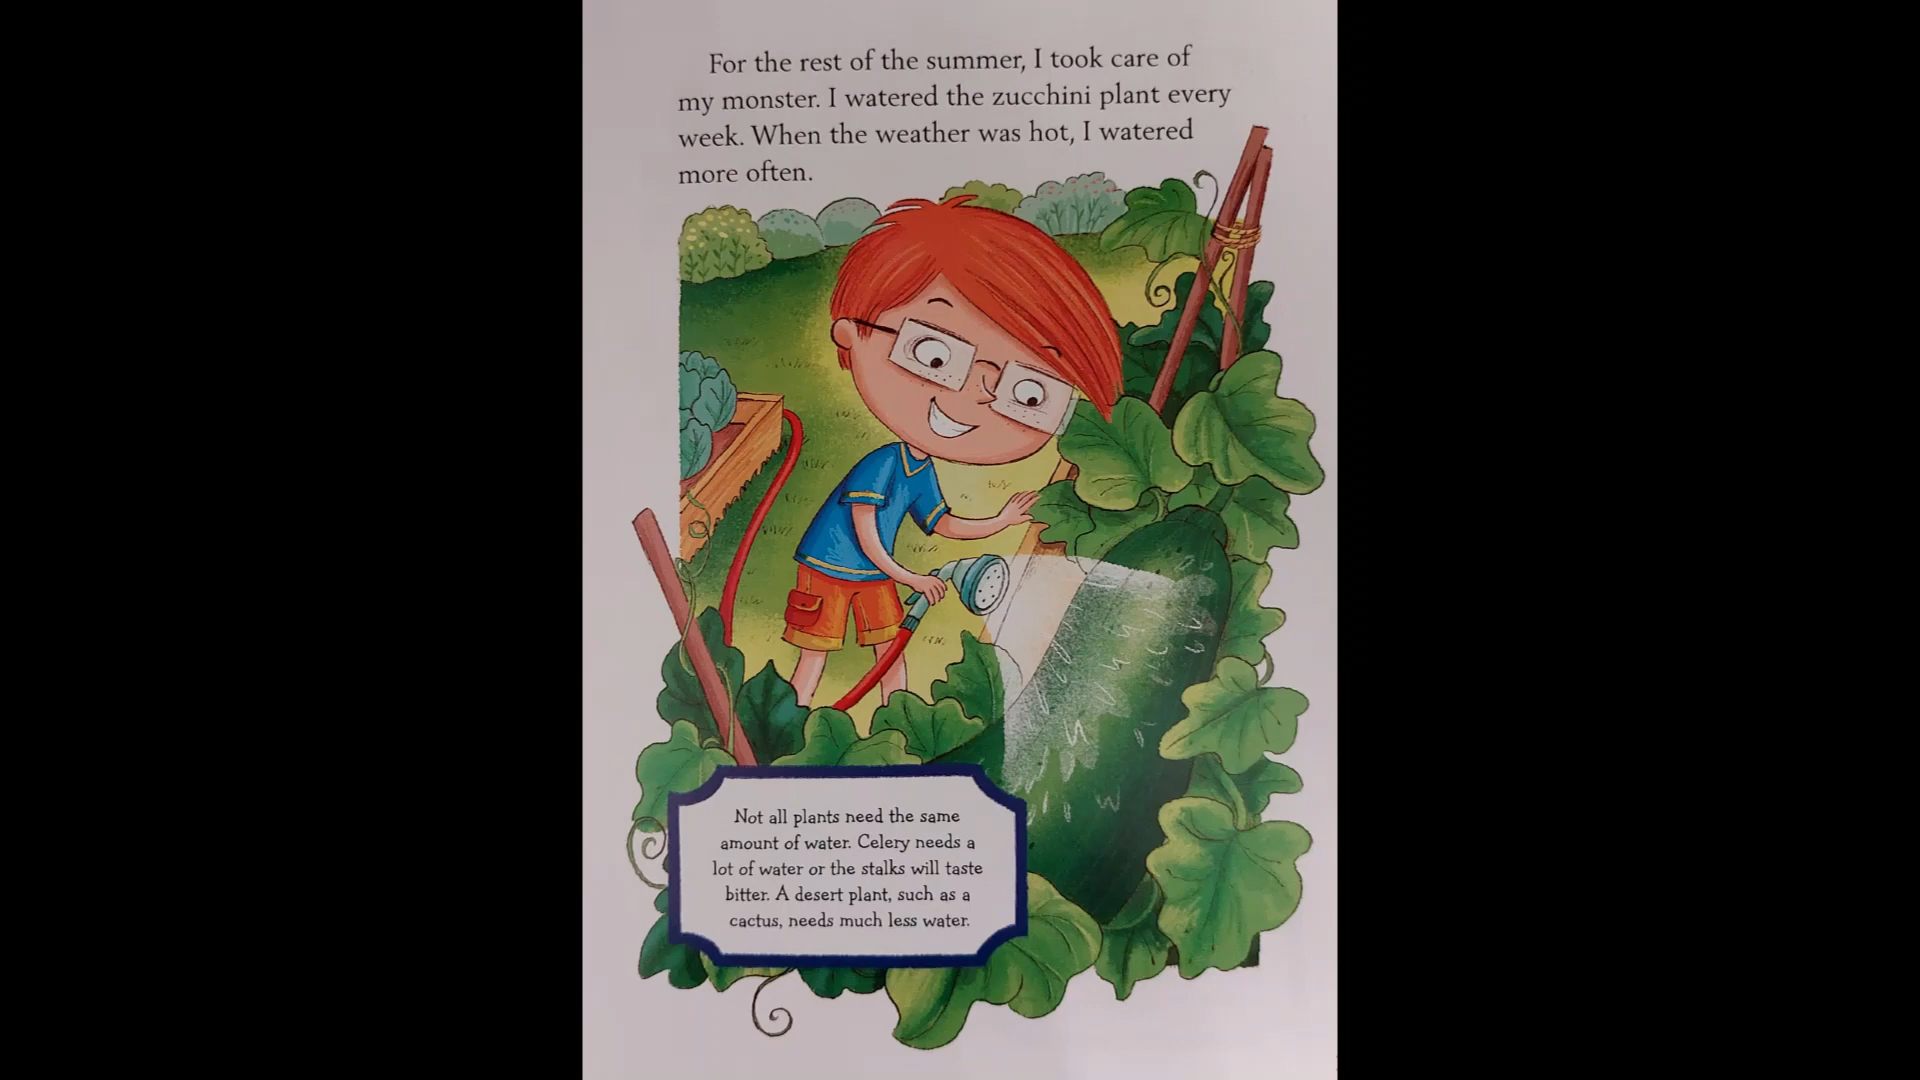 For the rest of the summer, I took care of
my monster. I watered the zucchini plant every
week. When the weather was hot, I watered
more often.
Not all plants need the same
amount of water. Celery needs a
lot of water or the stalks will taste
bitter. A desert plant, such as a
cactus, needs much less water.